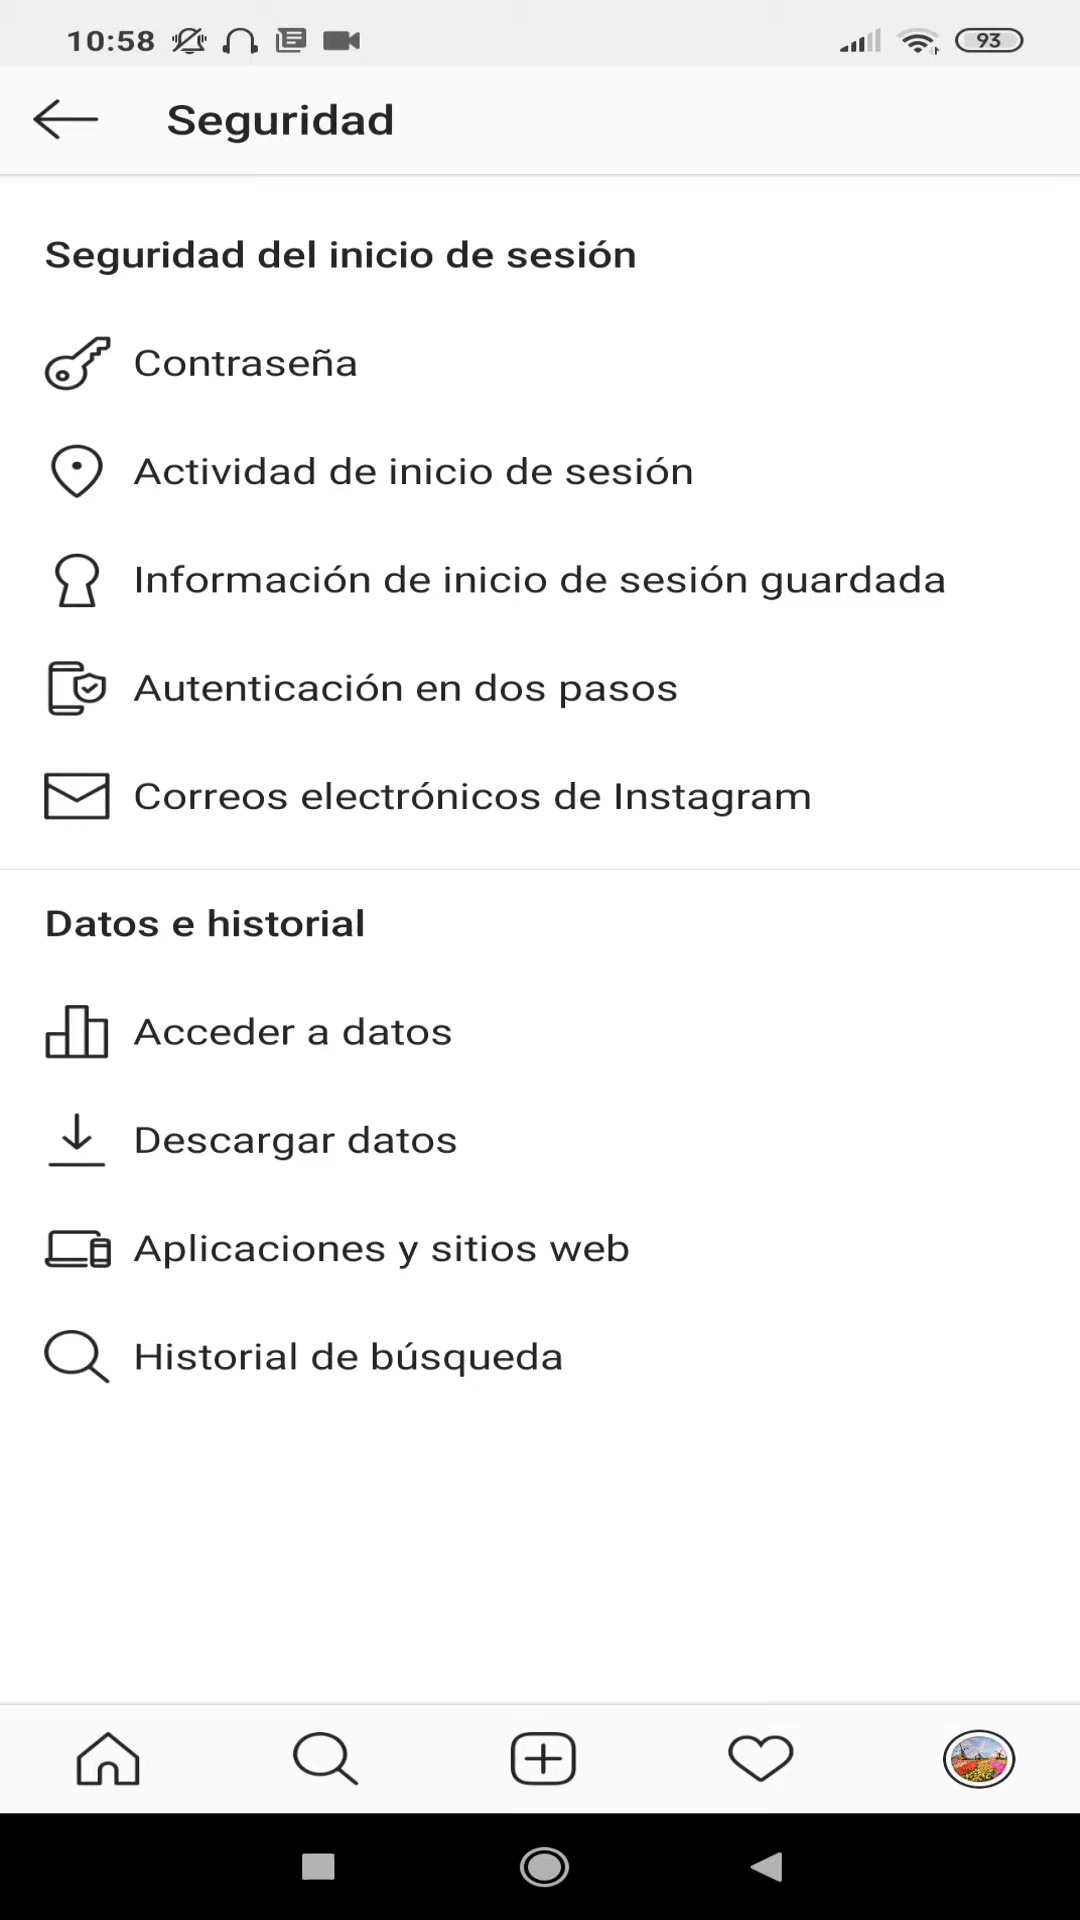 10:58
93
Seguridad
Seguridad del inicio de sesión
Contraseña
Actividad de inicio de sesión
Información de inicio de sesión guardada
Autenticación en dos pasos
Correos electrónicos de Instagram
Datos e historial
Acceder a datos
Descargar datos
Aplicaciones y sitios web
Historial de búsqueda